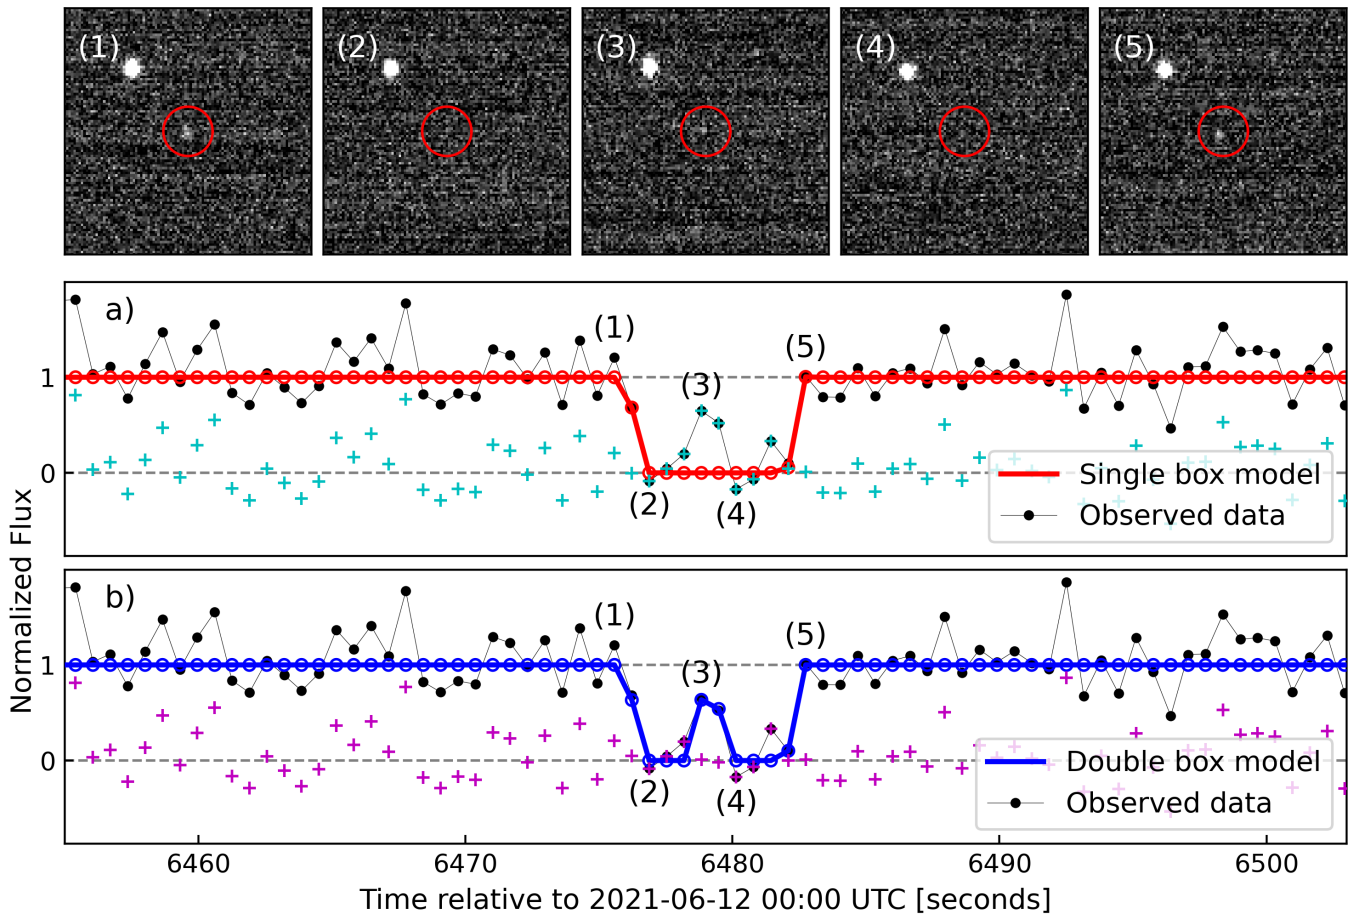 (1) (2) (3) (4) (5)
a)
(1)
(5)
(3)
1
0
(2)
(4)
Single box model
Observed data
b)
(1)
(5)
(3)
1
0
(2)
(4)
Double box model
Observed data
Normalized Flux
6460 6470 6480 6490 6500
Time relative to 2021-06-12 00:00 UTC [seconds]